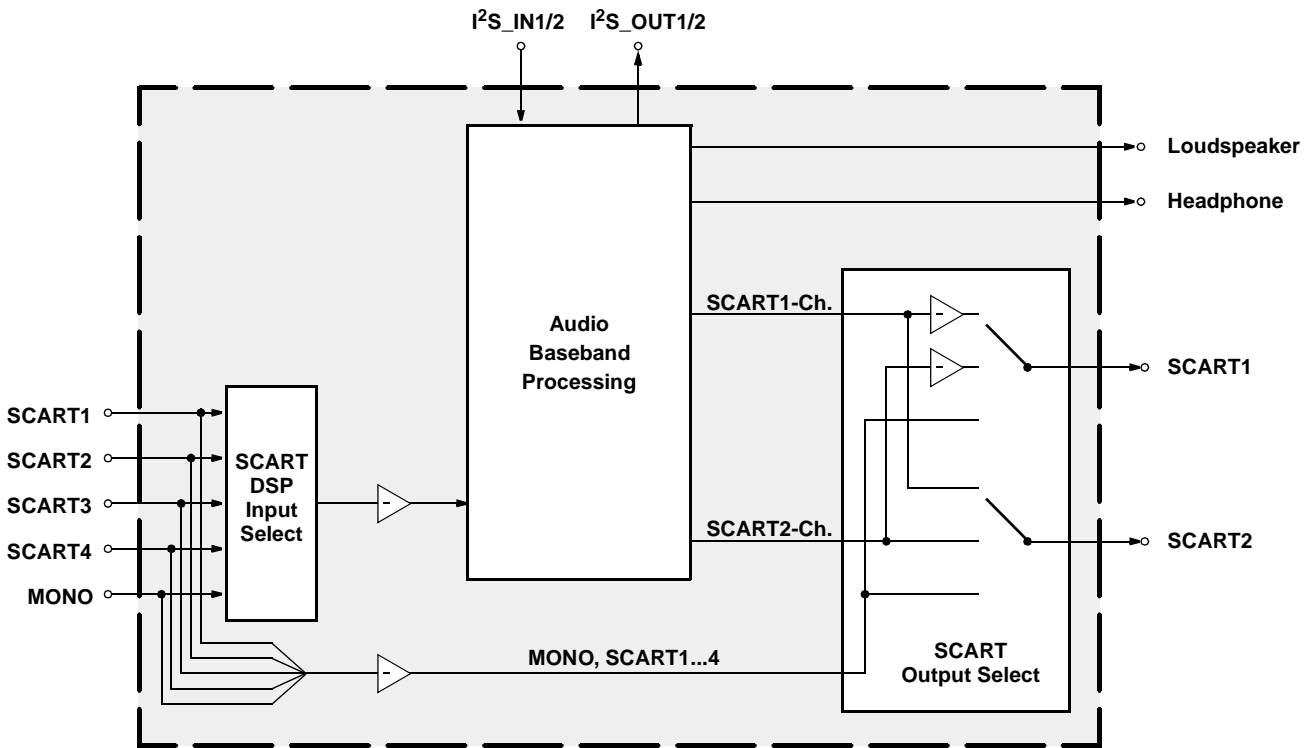 I²S_IN1/2 I²S_OUT1/2
Loudspeaker
Headphone
SCART1-Ch.
Audio
Baseband
Processing
-
-
SCART1
SCART1
SCART2
SCART3
SCART4
MONO
SCART
DSP
Input
Select
-
SCART2-Ch.
SCART2
MONO, SCART1...4
-
SCART
Output Select